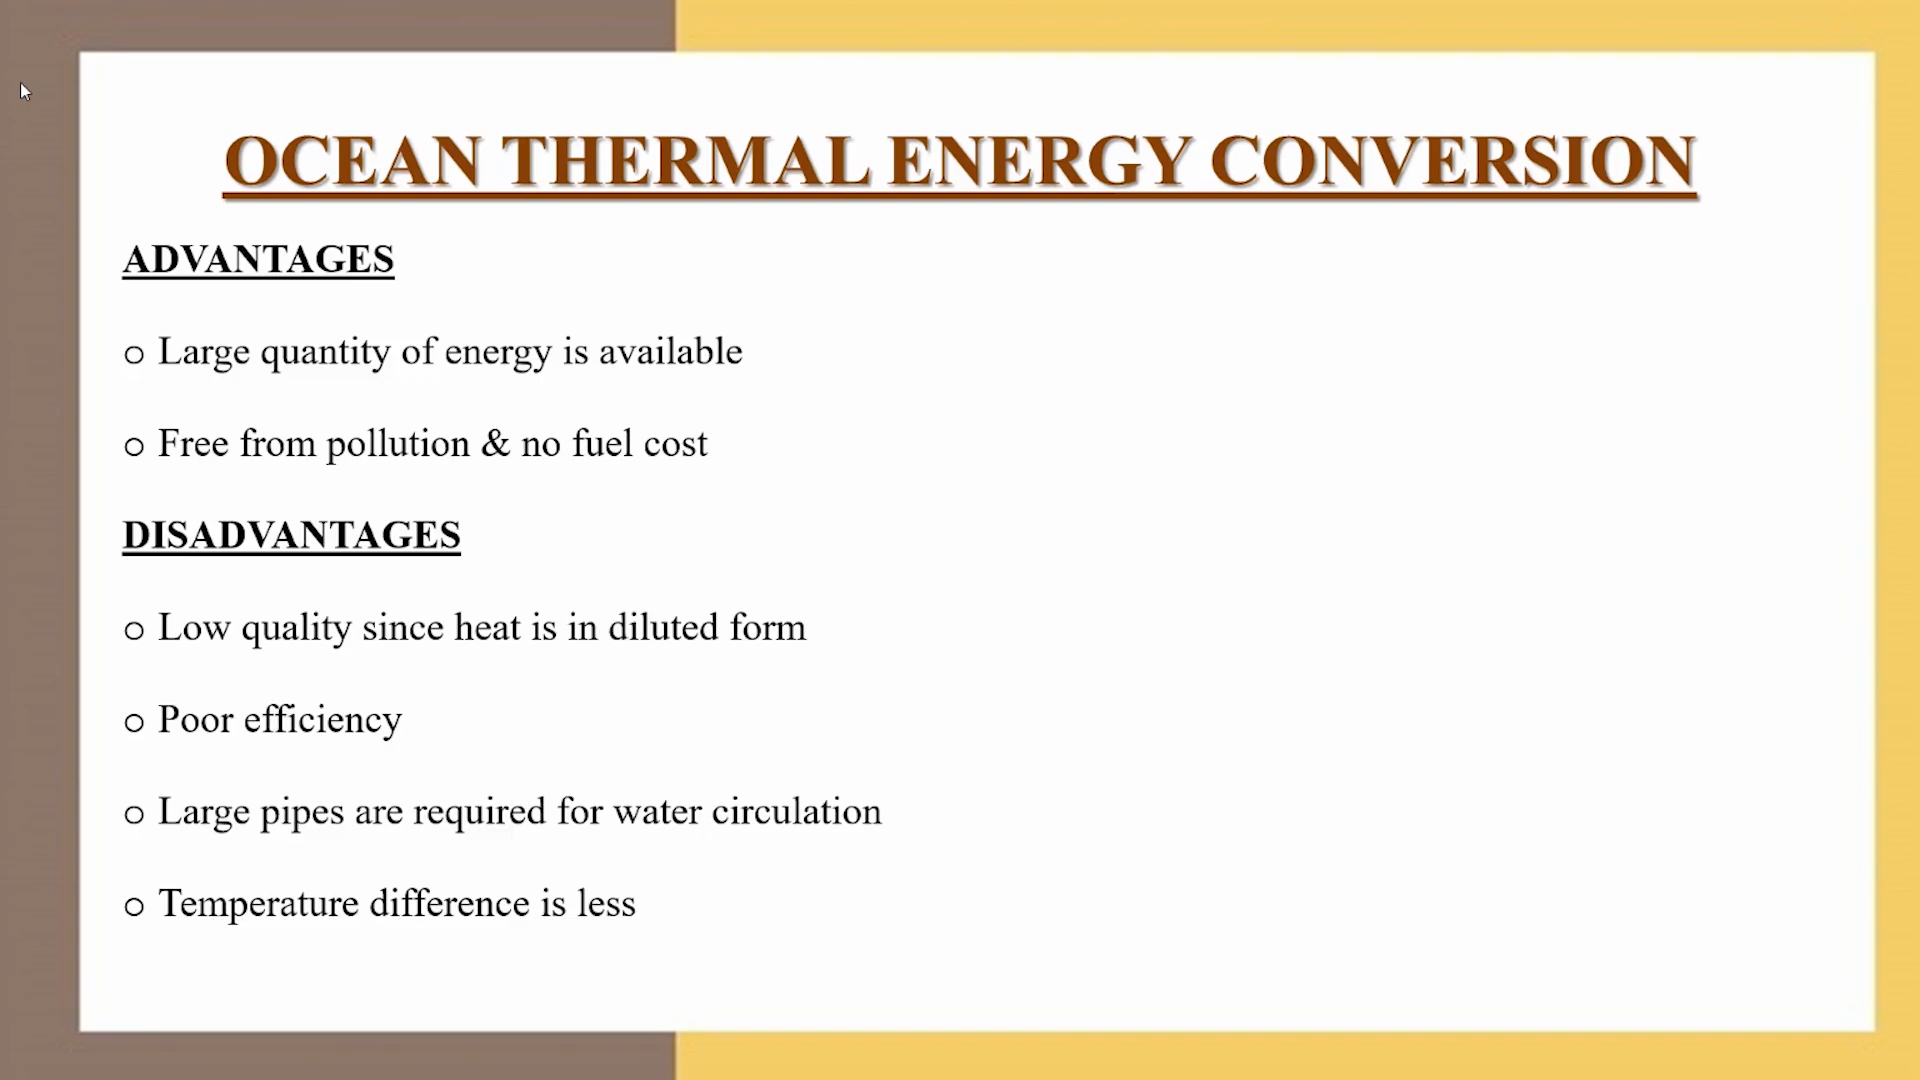 OCEAN THERMAL ENERGY CONVERSION
ADVANTAGES
o Large quantity of energy is available
o Free from pollution & no fuel cost
DISADVANTAGES
o Low quality since heat is in diluted form
o Poor efficiency
o Large pipes are required for water circulation
o Temperature difference is less